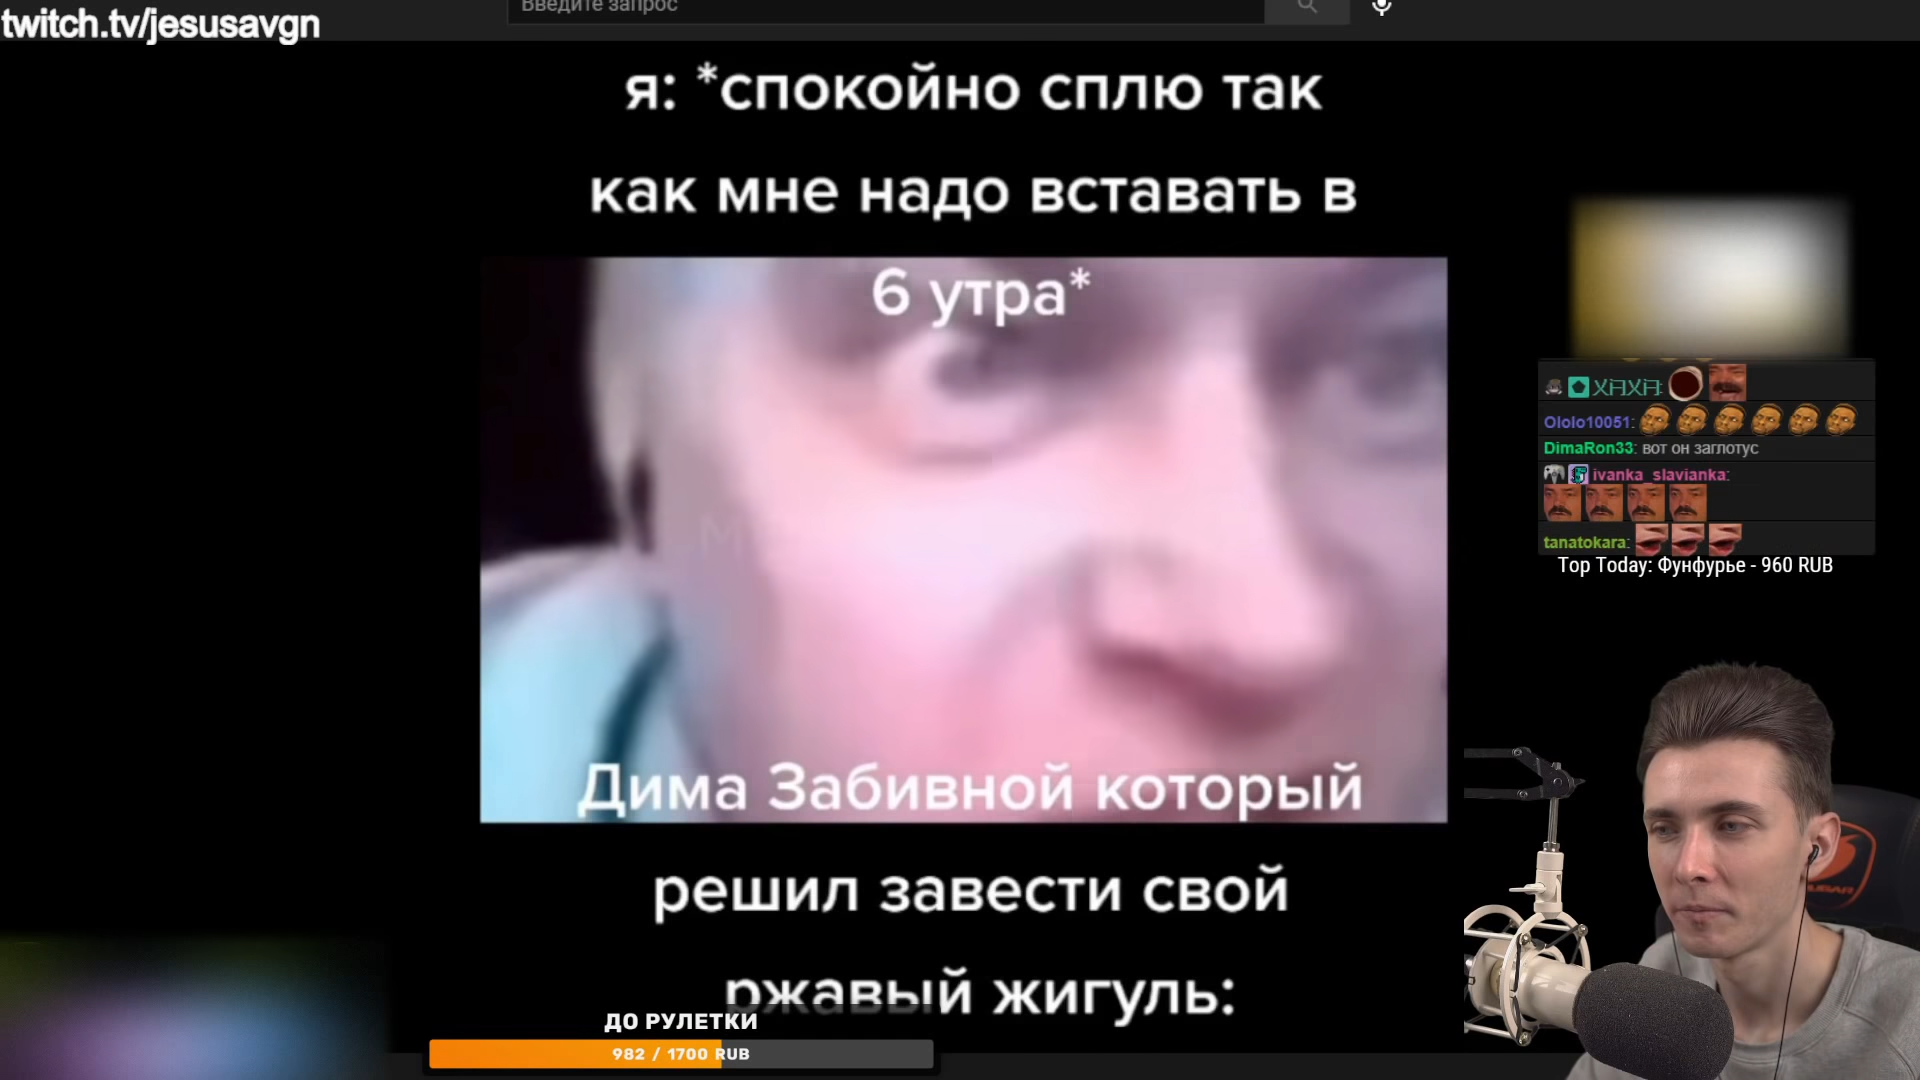 twitch.tv/jesusavgn
Введите запрос
я: *спокойно сплю так
как мне надо вставать в
6 утра*
Дима Забивной который
решил завести свой
ржавый жигуль:
Ololo10051:
DimaRon33: вот он заглотус
ivanka_slavianka:
tanatokara:
Top Today: Фунфурье - 960 RUB
ДО РУЛЕТКИ
982 / 1700 RUB